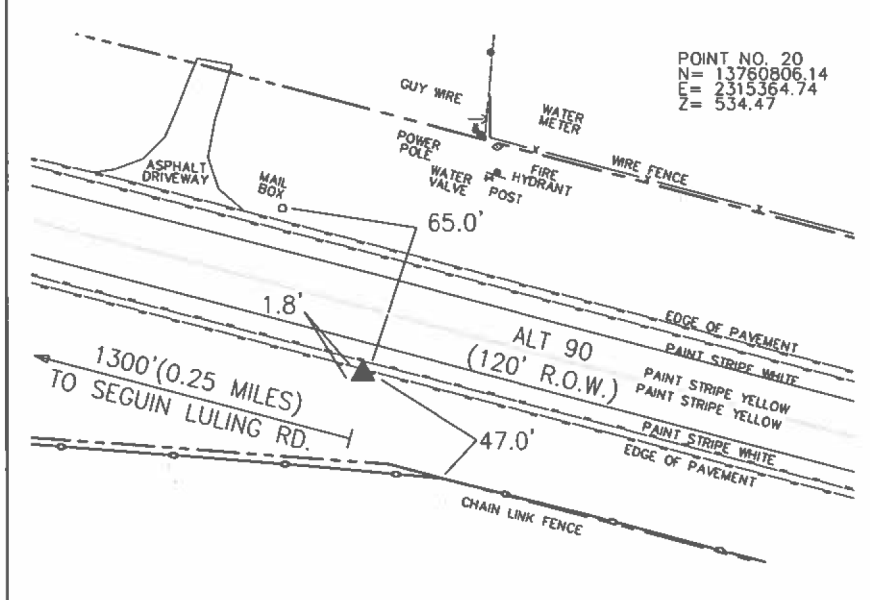 POINT NO. 20
N= 13760806.14
E= 2315364.74
Z= 534.47
GUY WIRE
WATER
METER
POWER
POLE
WIRE FENCE
FIRE
HYDRANT
WATER
VALVE
POST
ASPHALT
DRIVEWAY
MAIL
BOX
65.0'
1.8'
EDGE OF PAVEMENT
ALT 90
(120' R.O.W.)
PAINT STRIPE WHITE
PAINT STRIPE YELLOW
PAINT STRIPE YELLOW
1300'(0.25 MILES)
TO SEGUIN LULING RD.
47.0'
PAINT STRIPE WHITE
EDGE OF PAVEMENT
CHAIN LINK FENCE